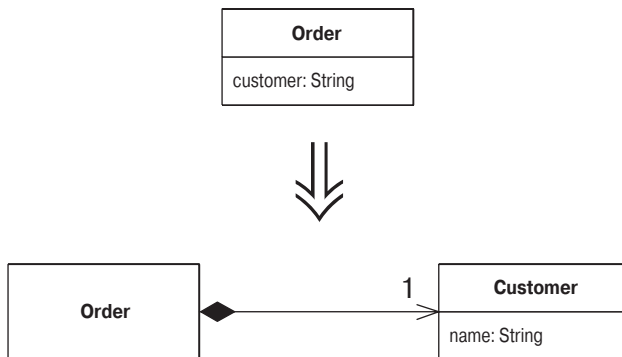 Order
customer: String
1
Order
Customer
name: String